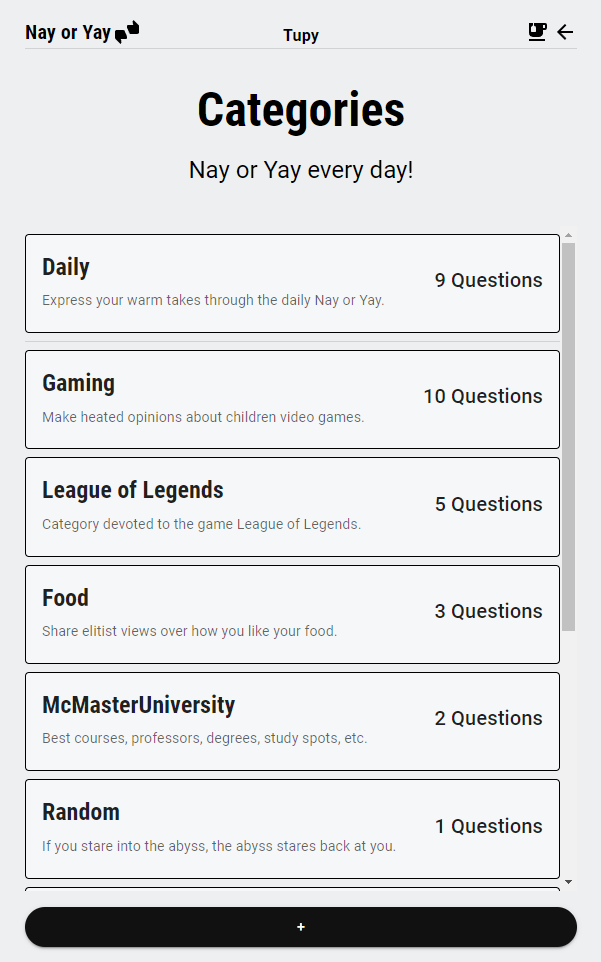 Nay or Yay
Tupy
Categories
Nay or Yay every day!
Daily
9 Questions
Express your warm takes through the daily Nay or Yay.
Gaming
10 Questions
Make heated opinions about children video games.
League of Legends
5 Questions
Category devoted to the game League of Legends.
Food
3 Questions
Share elitist views over how you like your food.
McMasterUniversity
2 Questions
Best courses, professors, degrees, study spots, etc.
Random
1 Questions
If you stare into the abyss, the abyss stares back at you.
+